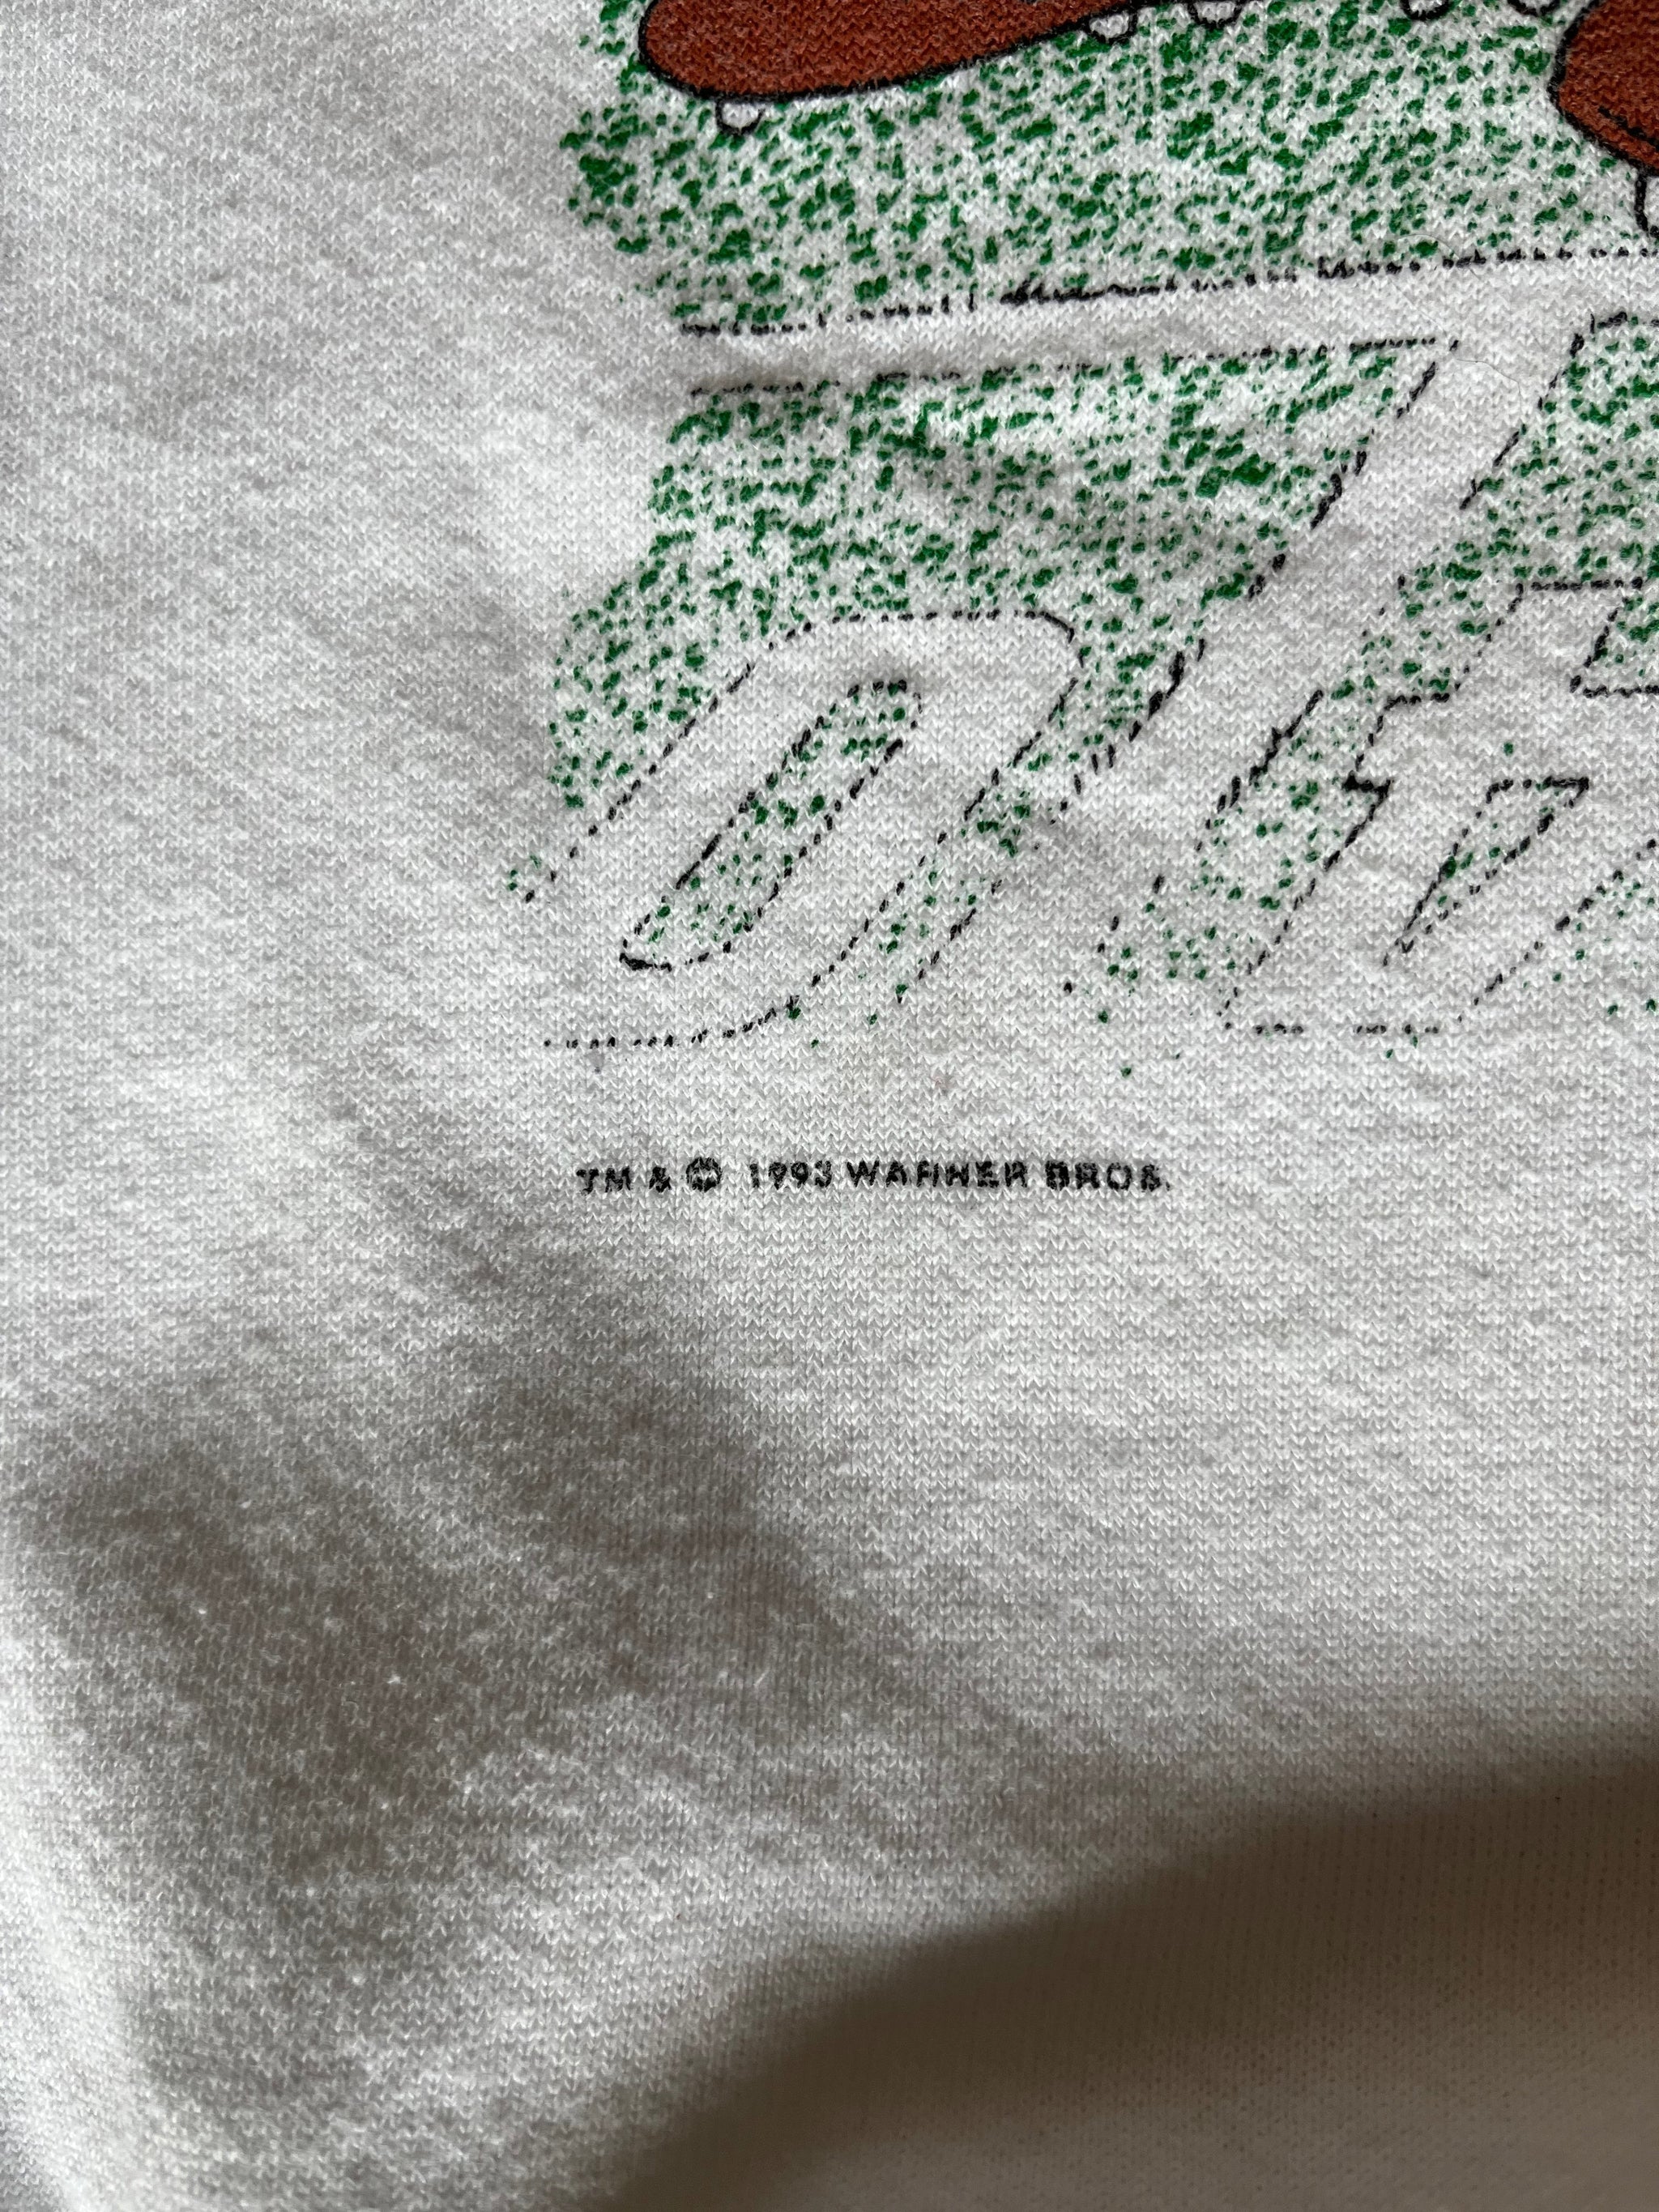 TM & © 1993 WARNER BROS.